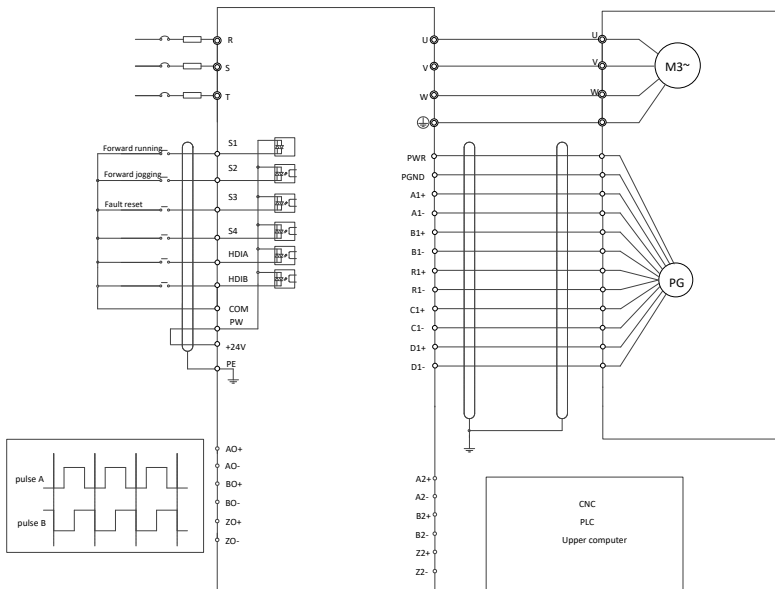 R
S
T
U
V
W
U
V
W
M3~
Forward running
S1
Forward jogging
S2
Fault reset
S3
S4
HDIA
HDIB
COM
PW
+24V
PE
PWR
PGND
A1+
A1-
B1+
B1-
R1+
R1-
C1+
C1-
D1+
D1-
PG
pulse A
pulse B
AO+
AO-
BO+
BO-
ZO+
ZO-
A2+
A2-
B2+
B2-
Z2+
Z2-
CNC
PLC
Upper computer